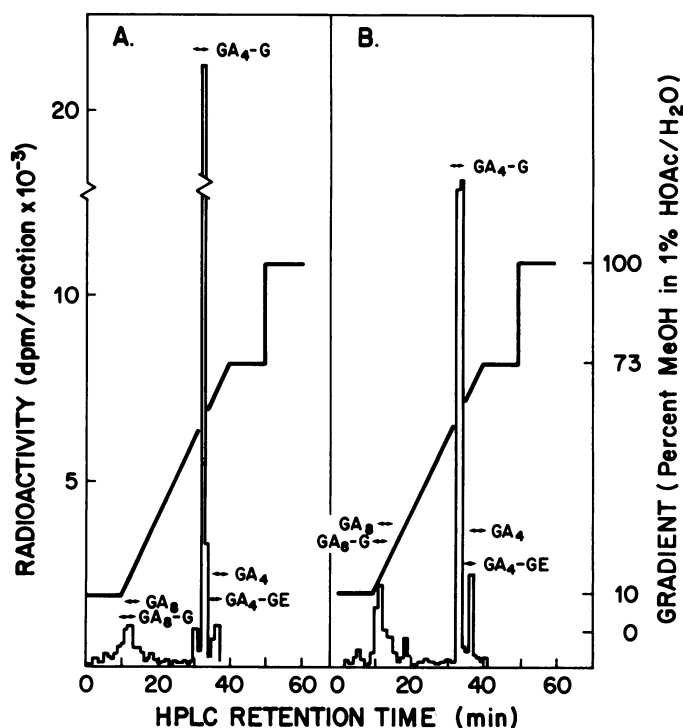 A.
B.
GA₄-G
GA₄-G
20
10
5
RADIOACTIVITY (dpm/fraction x10⁻³)
GA₈
GA₈-G
GA₄
GA₄-GE
GA₈
GA₈-G
GA₄
GA₄-GE
100
73
10
0
GRADIENT (Percent MeOH in 1% HOAc/H₂O)
0 20 40 60 0 20 40 60
HPLC RETENTION TIME (min)